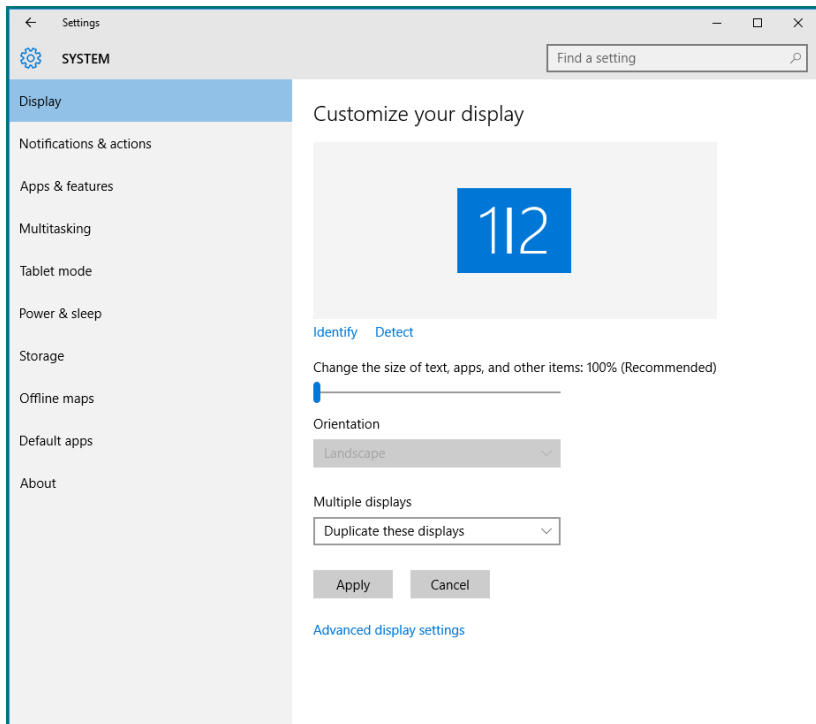 Settings
SYSTEM
Find a setting
Display
Notifications & actions
Apps & features
Multitasking
Tablet mode
Power & sleep
Storage
Offline maps
Default apps
About
Customize your display
1|2
Identify Detect
Change the size of text, apps, and other items: 100% (Recommended)
Orientation
Landscape
Multiple displays
Duplicate these displays
Apply Cancel
Advanced display settings